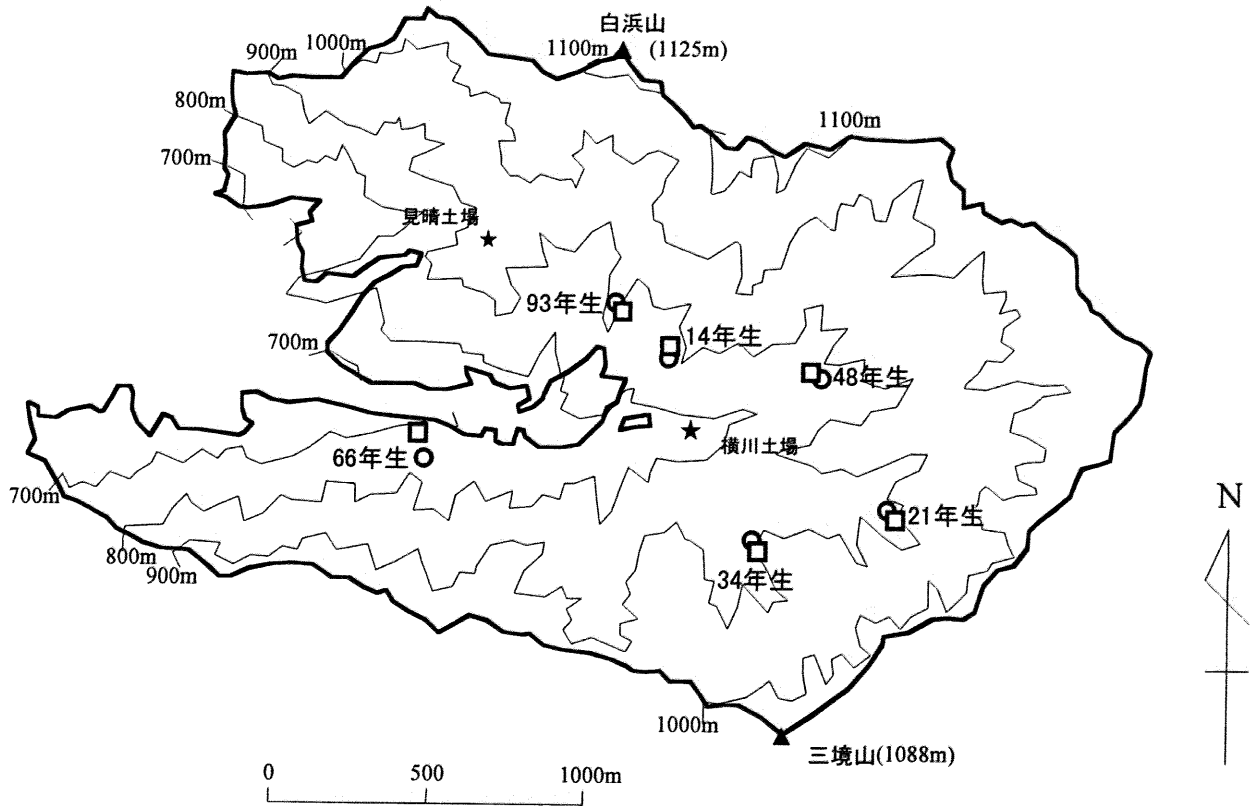 白浜山
1100m
(1125m)
1000m
900m
800m
700m
1100m
見晴土場
93年生
14年生
700m
48年生
横川土場
66年生
700m
21年生
800m
900m
34年生
N
1000m
三境山(1088m)
0
500
1000m